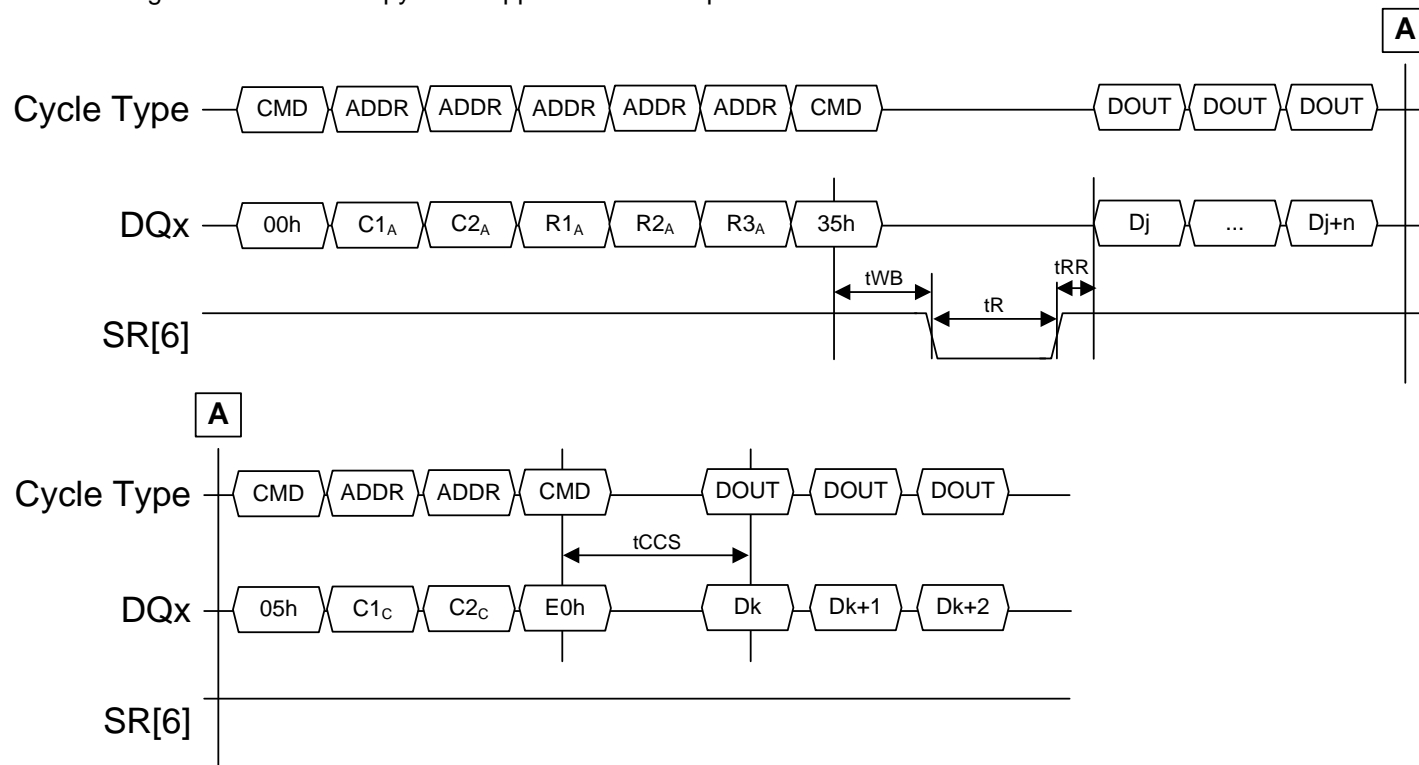 A
Cycle Type CMD ADDR ADDR ADDR ADDR ADDR CMD DOUT DOUT DOUT
DQx 00h C1A C2A R1A R2A R3A 35h Dj ... Dj+n
tWB tR tRR
SR[6]
A
Cycle Type CMD ADDR ADDR CMD DOUT DOUT DOUT
tCCS
DQx 05h C1C C2C E0h Dk Dk+1 Dk+2
SR[6]